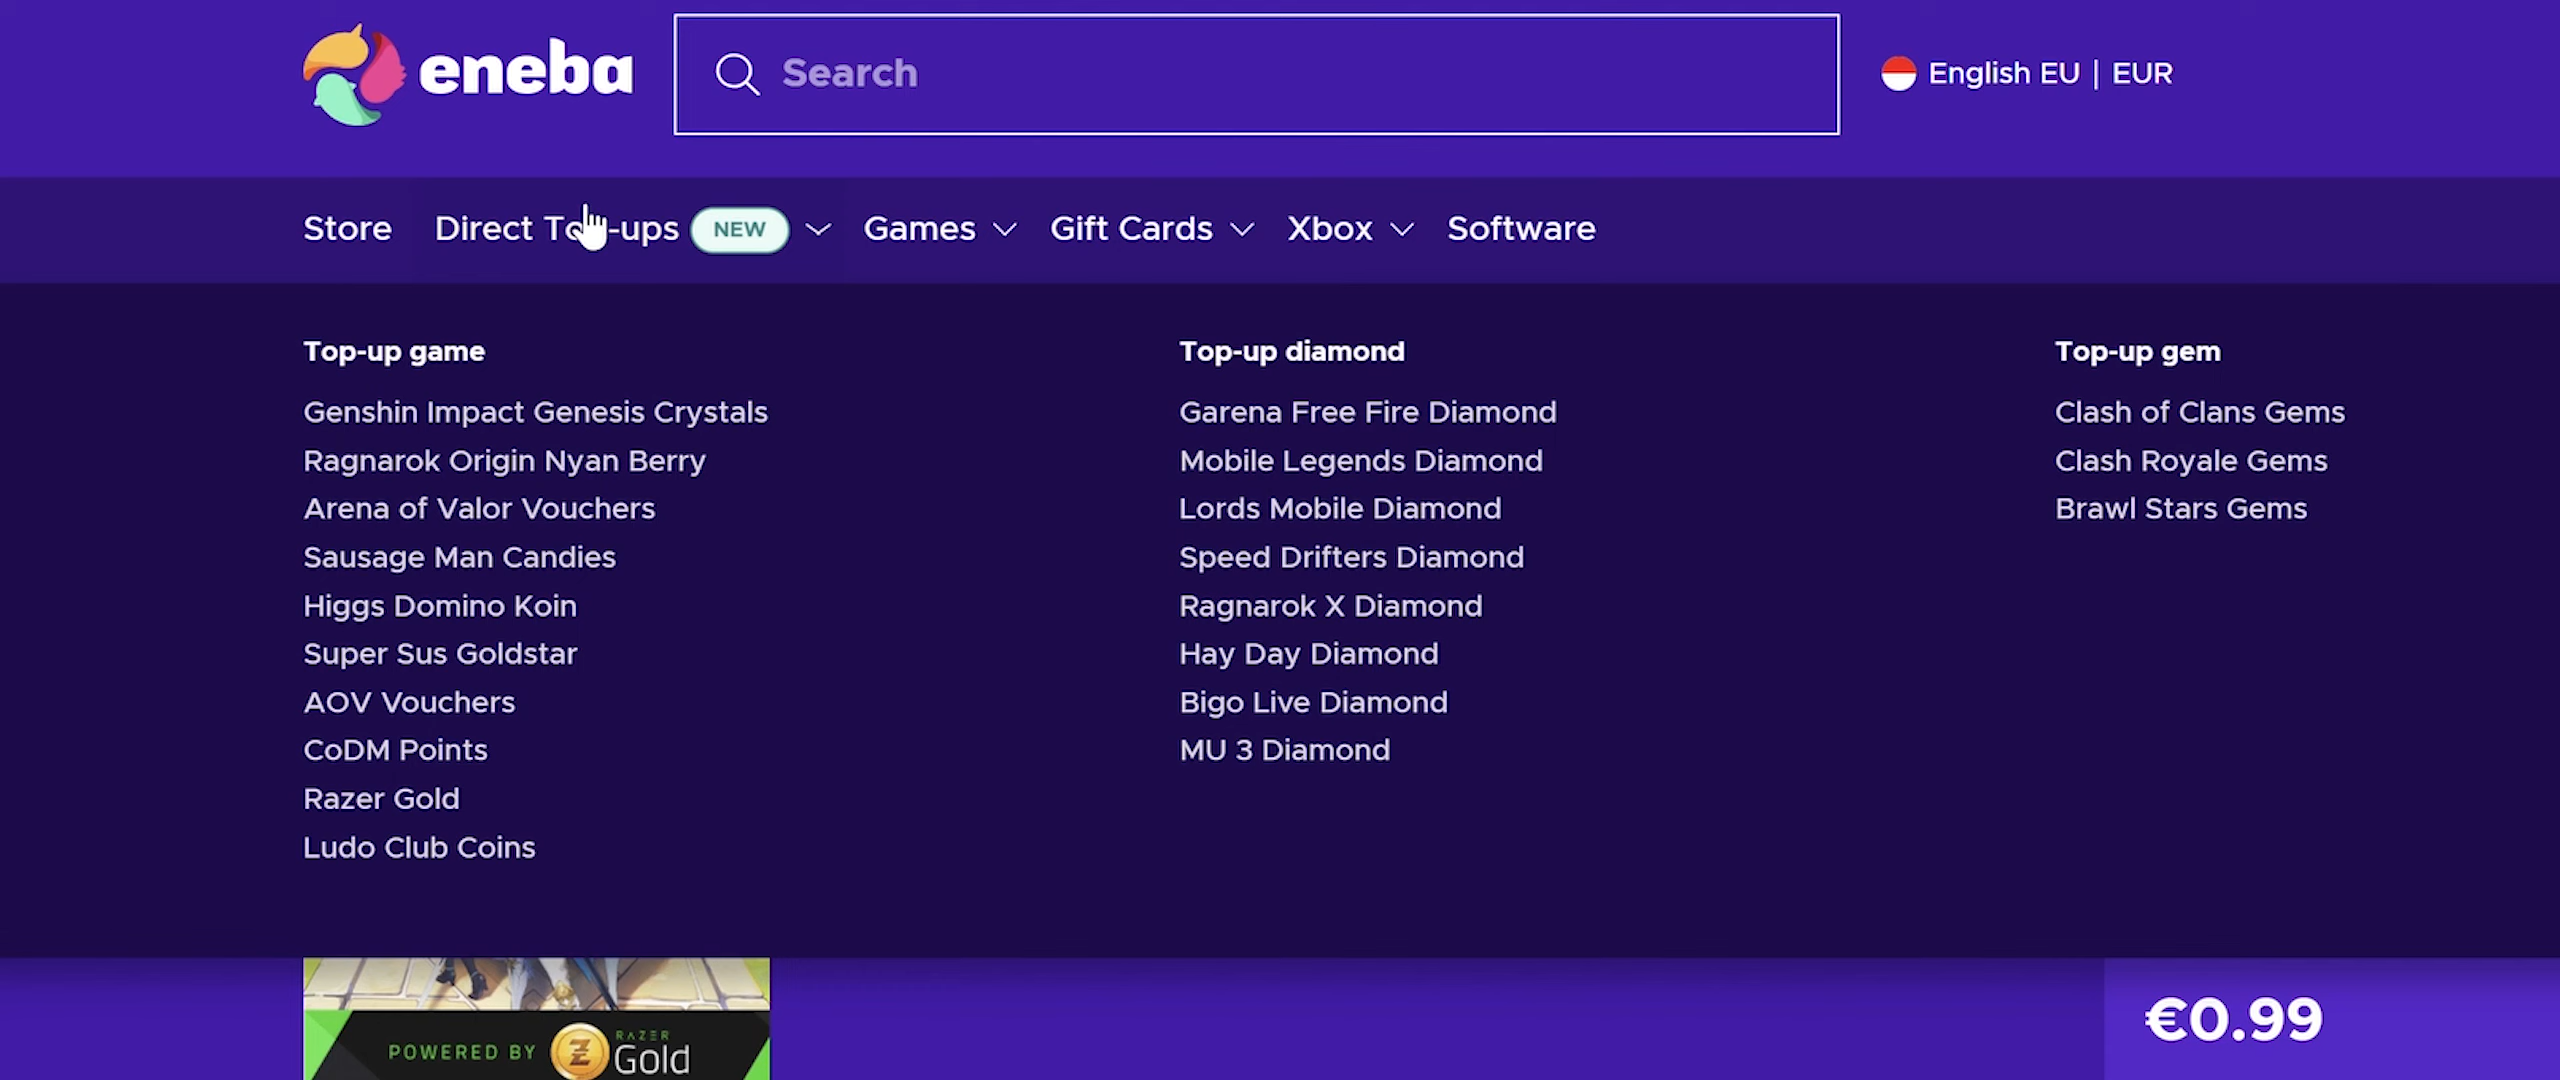 eneba
Search
English EU | EUR
Store
Direct Top-ups
NEW
Games
Gift Cards
Xbox
Software
Top-up game
Genshin Impact Genesis Crystals
Ragnarok Origin Nyan Berry
Arena of Valor Vouchers
Sausage Man Candies
Higgs Domino Koin
Super Sus Goldstar
AOV Vouchers
CoDM Points
Razer Gold
Ludo Club Coins
Top-up diamond
Garena Free Fire Diamond
Mobile Legends Diamond
Lords Mobile Diamond
Speed Drifters Diamond
Ragnarok X Diamond
Hay Day Diamond
Bigo Live Diamond
MU 3 Diamond
Top-up gem
Clash of Clans Gems
Clash Royale Gems
Brawl Stars Gems
POWERED BY
RAZER
Gold
€0.99